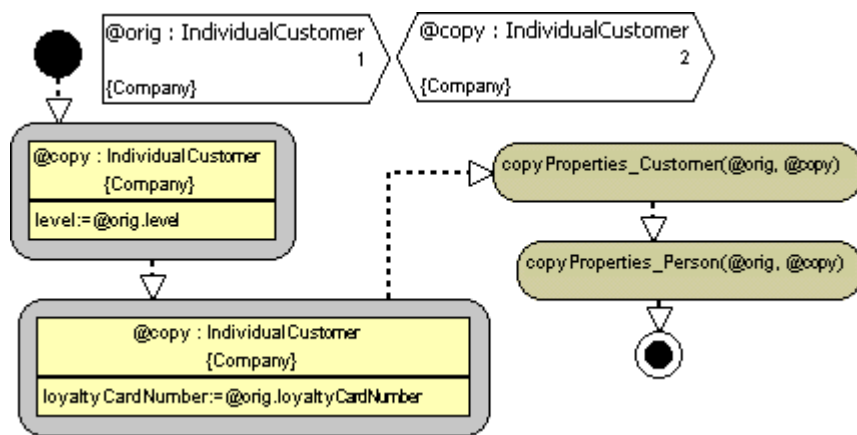 @orig : IndividualCustomer
1
{Company}
@copy : IndividualCustomer
2
{Company}
@copy : IndividualCustomer
{Company}
level:=@orig.level
@copy : IndividualCustomer
{Company}
loyaltyCardNumber:=@orig.loyaltyCardNumber
copyProperties_Customer(@orig, @copy)
copyProperties_Person(@orig, @copy)